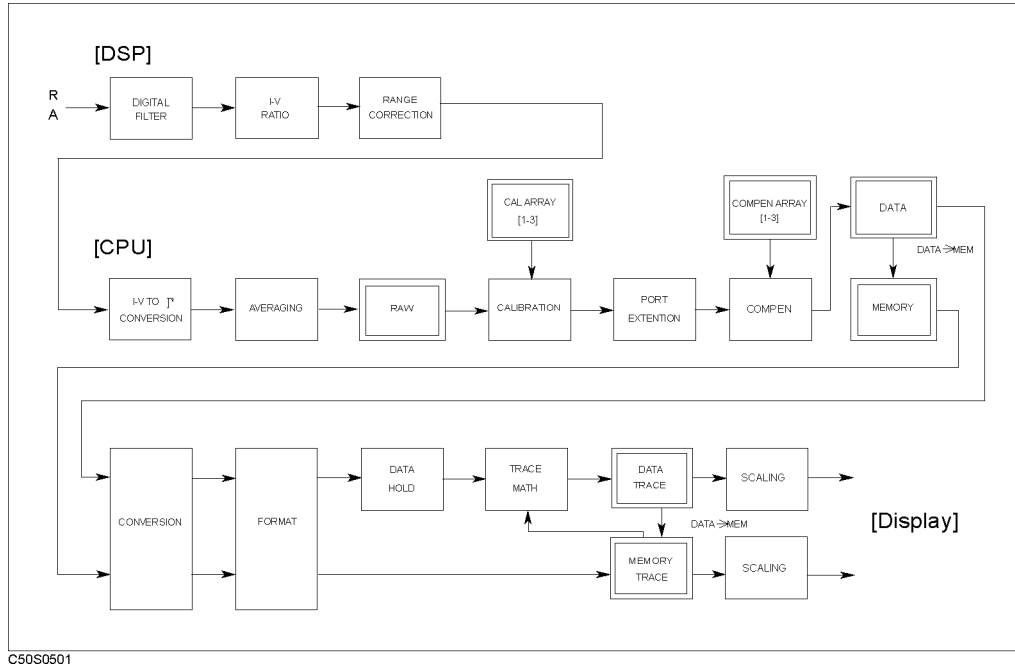 [DSP]
R
A
DIGITAL
FILTER
I-V
RATIO
RANGE
CORRECTION
[CPU]
CAL ARRAY
[1-3]
COMPEN ARRAY
[1-3]
DATA
DATA→MEM
I-V TO Γ
CONVERSION
AVERAGING
RAW
CALIBRATION
PORT
EXTENTION
COMPEN
MEMORY
CONVERSION
FORMAT
DATA
HOLD
TRACE
MATH
DATA
TRACE
SCALING
DATA→MEM
[Display]
MEMORY
TRACE
SCALING
C50S0501